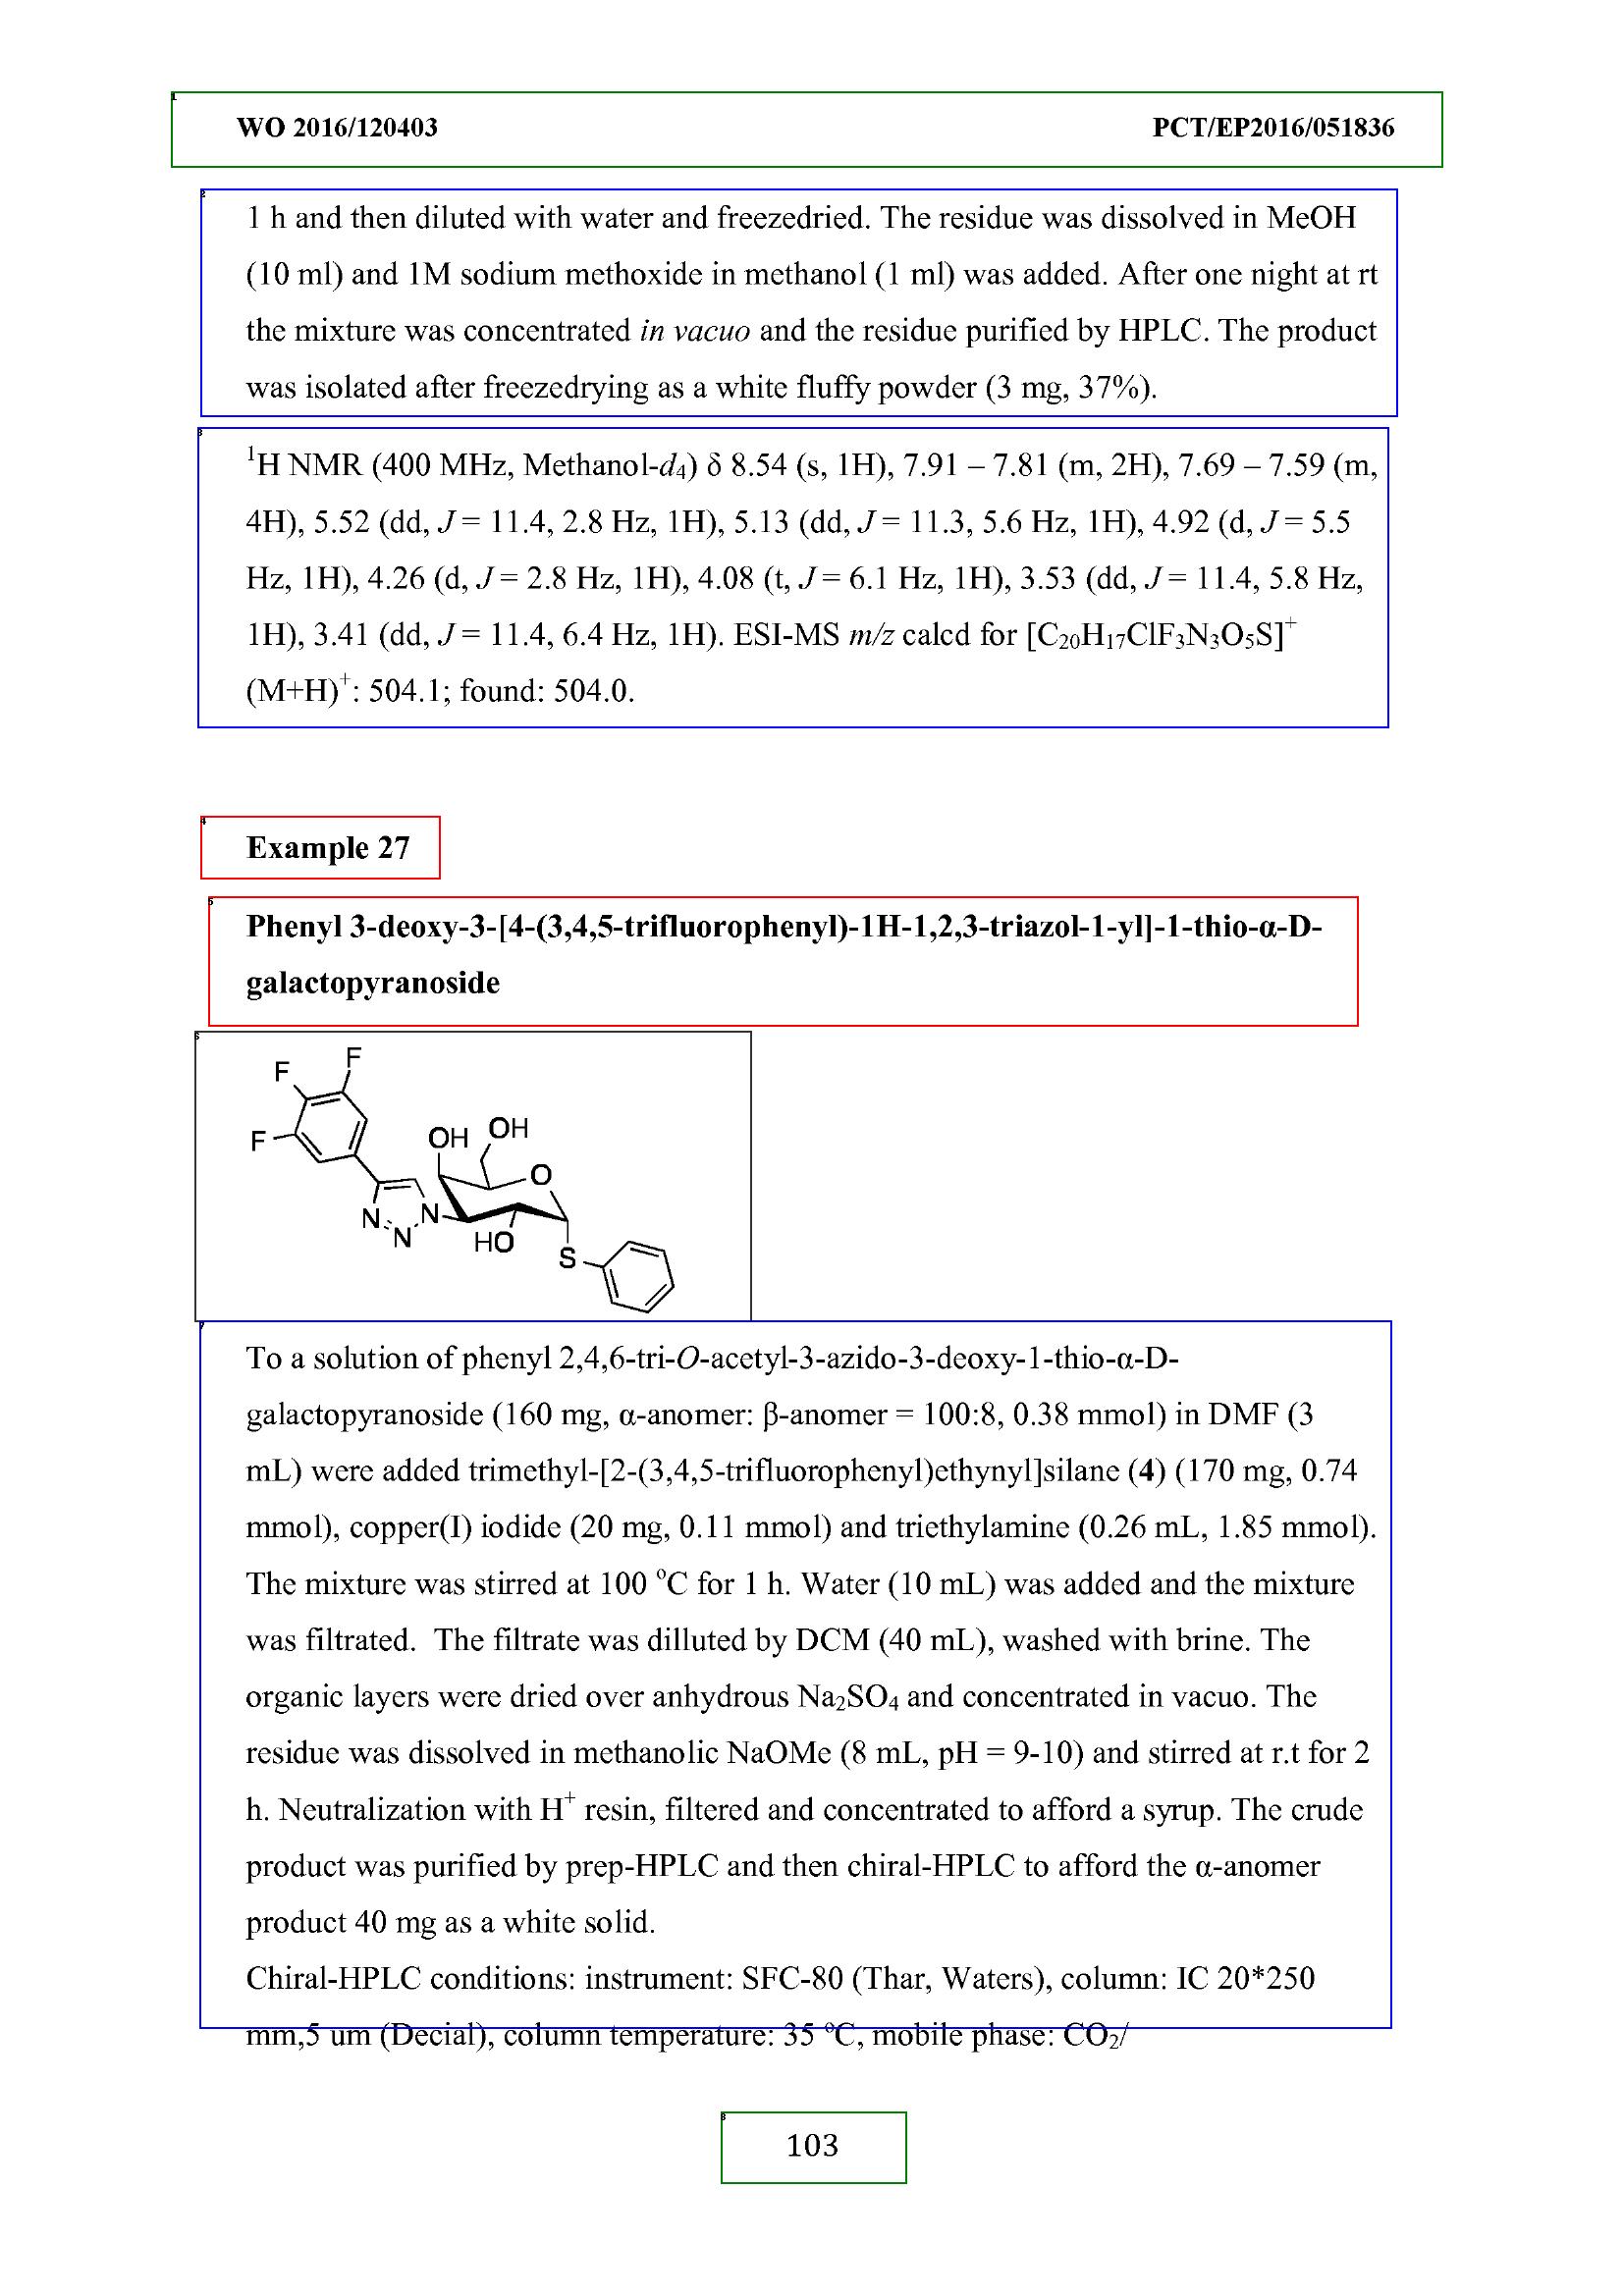 WO 2016/120403 PCT/EP2016/051836
1 h and then diluted with water and freezedried. The residue was dissolved in MeOH
(10 ml) and 1M sodium methoxide in methanol (1 ml) was added. After one night at rt
the mixture was concentrated in vacuo and the residue purified by HPLC. The product
was isolated after freezedrying as a white fluffy powder (3 mg, 37%).
¹H NMR (400 MHz, Methanol-d₄) δ 8.54 (s, 1H), 7.91 – 7.81 (m, 2H), 7.69 – 7.59 (m,
4H), 5.52 (dd, J = 11.4, 2.8 Hz, 1H), 5.13 (dd, J = 11.3, 5.6 Hz, 1H), 4.92 (d, J = 5.5
Hz, 1H), 4.26 (d, J = 2.8 Hz, 1H), 4.08 (t, J = 6.1 Hz, 1H), 3.53 (dd, J = 11.4, 5.8 Hz,
1H), 3.41 (dd, J = 11.4, 6.4 Hz, 1H). ESI-MS m/z calcd for [C₂₀H₁₇ClF₃N₃O₅S]⁺
(M+H)⁺: 504.1; found: 504.0.
Example 27
Phenyl 3-deoxy-3-[4-(3,4,5-trifluorophenyl)-1H-1,2,3-triazol-1-yl]-1-thio-α-D-
galactopyranoside
F
F
F
OH
OH
O
N
N
N
HO
S
To a solution of phenyl 2,4,6-tri-O-acetyl-3-azido-3-deoxy-1-thio-α-D-
galactopyranoside (160 mg, α-anomer: β-anomer = 100:8, 0.38 mmol) in DMF (3
mL) were added trimethyl-[2-(3,4,5-trifluorophenyl)ethynyl]silane (4) (170 mg, 0.74
mmol), copper(I) iodide (20 mg, 0.11 mmol) and triethylamine (0.26 mL, 1.85 mmol).
The mixture was stirred at 100 °C for 1 h. Water (10 mL) was added and the mixture
was filtrated. The filtrate was dilluted by DCM (40 mL), washed with brine. The
organic layers were dried over anhydrous Na₂SO₄ and concentrated in vacuo. The
residue was dissolved in methanolic NaOMe (8 mL, pH = 9-10) and stirred at r.t for 2
h. Neutralization with H⁺ resin, filtered and concentrated to afford a syrup. The crude
product was purified by prep-HPLC and then chiral-HPLC to afford the α-anomer
product 40 mg as a white solid.
Chiral-HPLC conditions: instrument: SFC-80 (Thar, Waters), column: IC 20*250
mm,5 um (Decial), column temperature: 35 °C, mobile phase: CO₂/
103